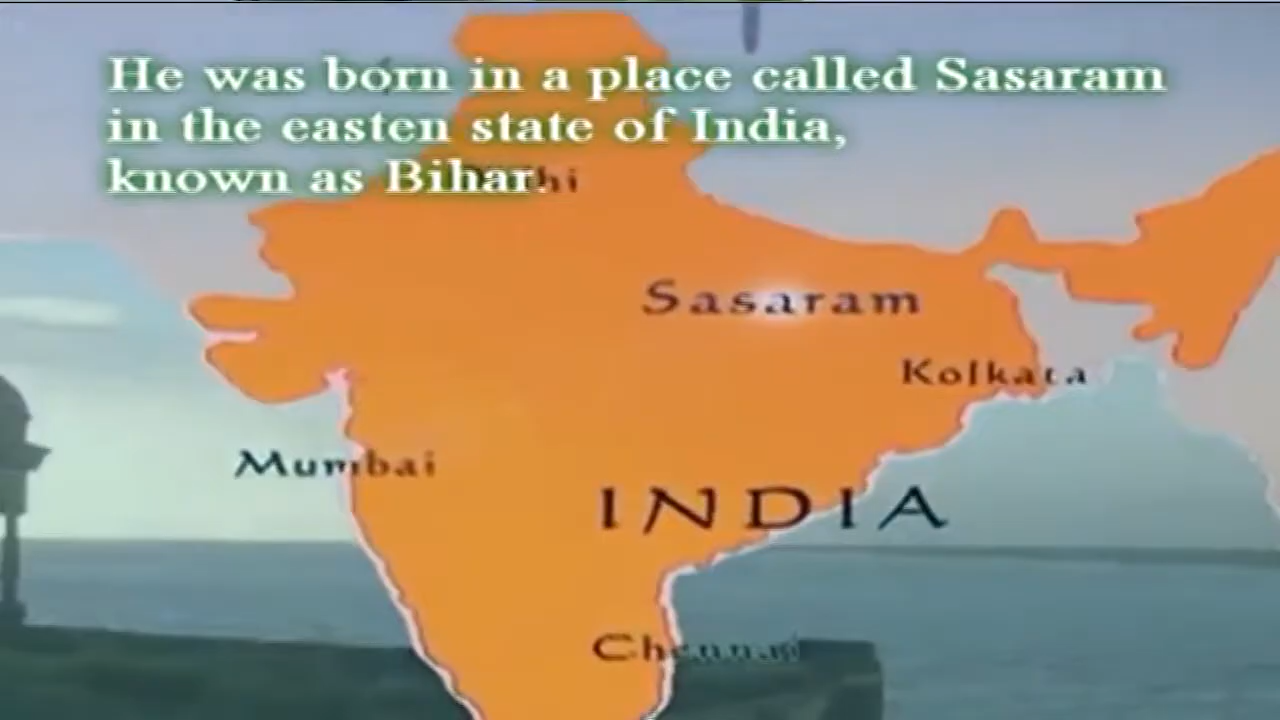 He was born in a place called Sasaram
in the easten state of India,
known as Bihar.
Sasaram
Kolkata
Mumbai
INDIA
Chennai